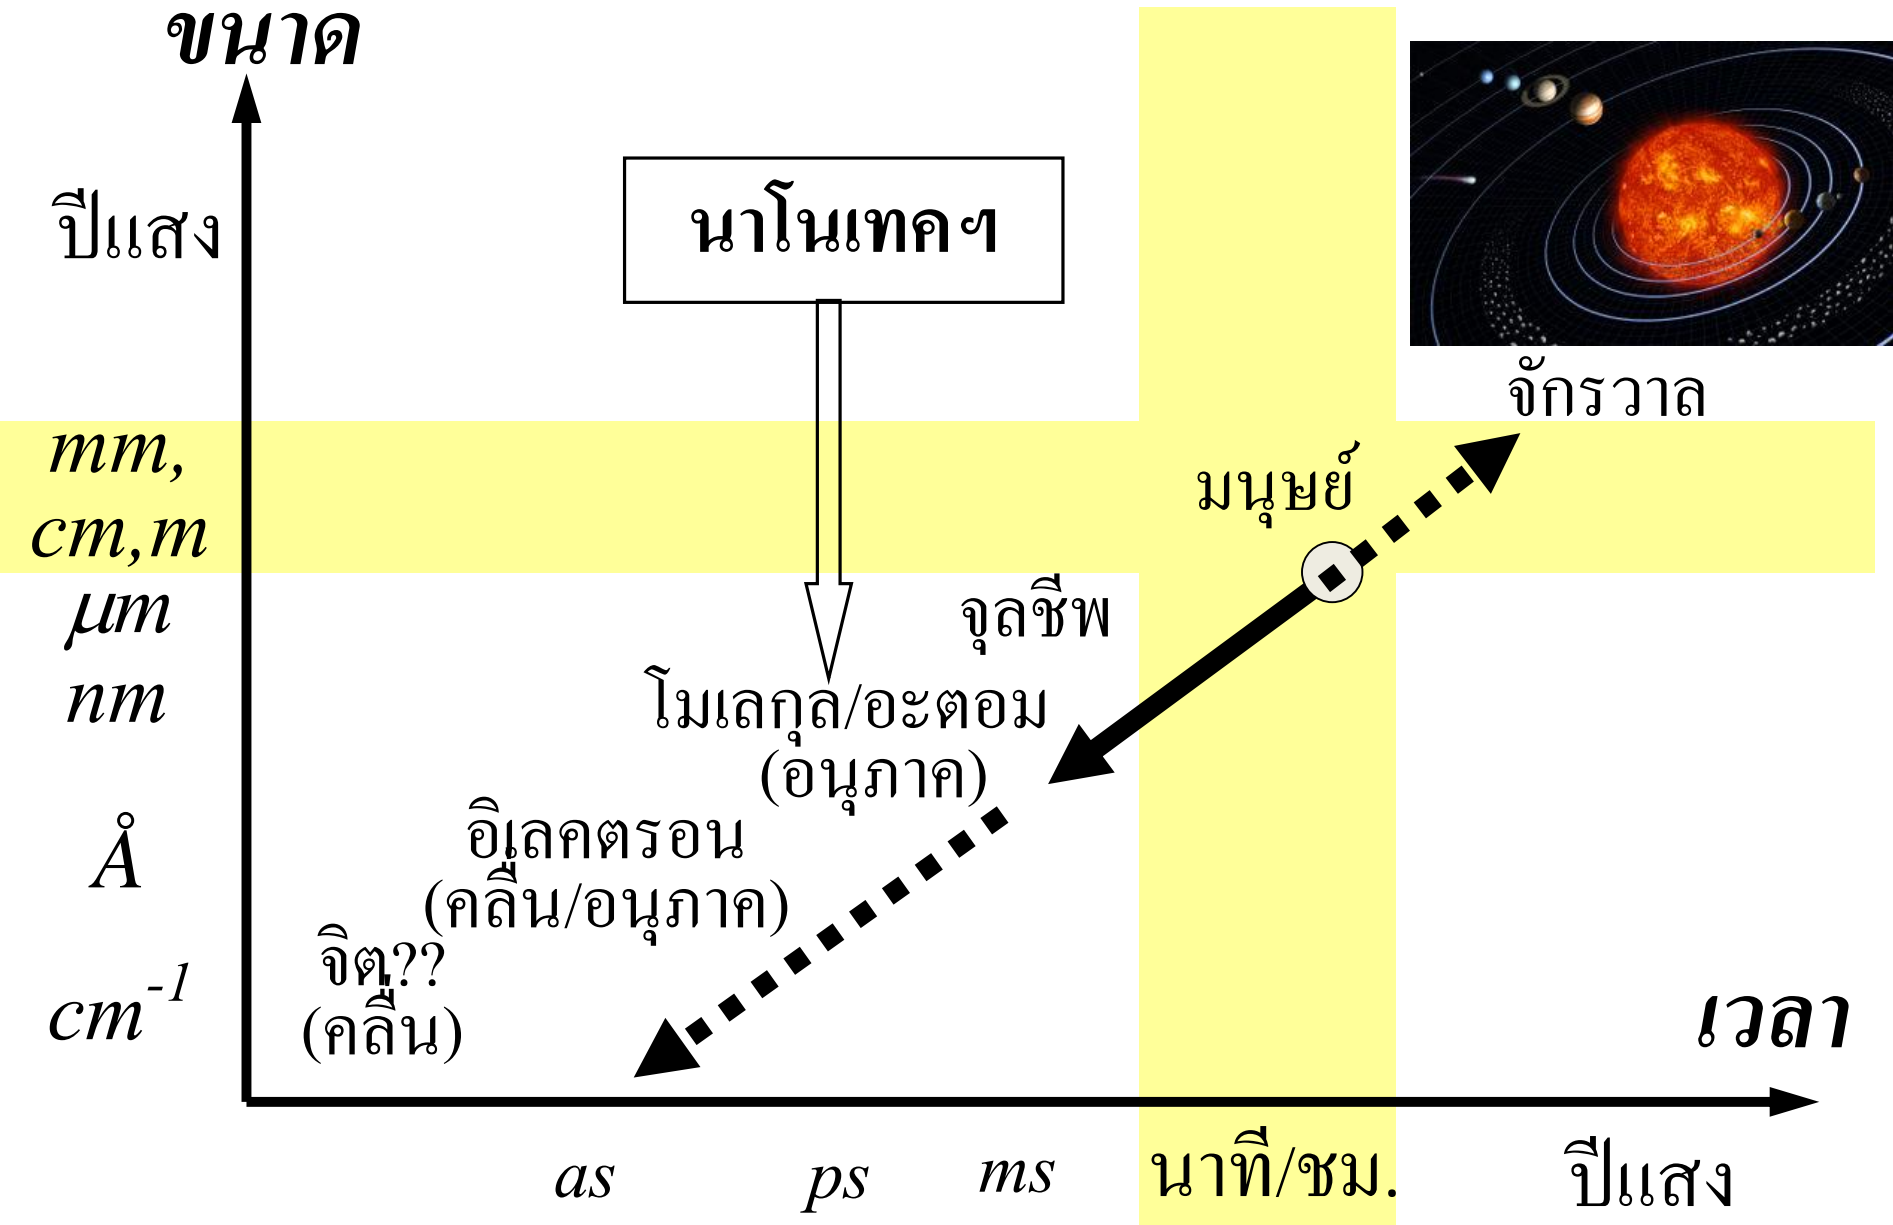 ขนาด
ปีแสง
นาโนเทคฯ
จักรวาล
mm,
cm,m
มนุษย์
μm
จุลชีพ
nm
โมเลกุล/อะตอม
(อนุภาค)
Å
อิเลคตรอน
(คลื่น/อนุภาค)
จิต??
(คลื่น)
cm⁻¹
เวลา
as
ps
ms
นาที/ชม.
ปีแสง